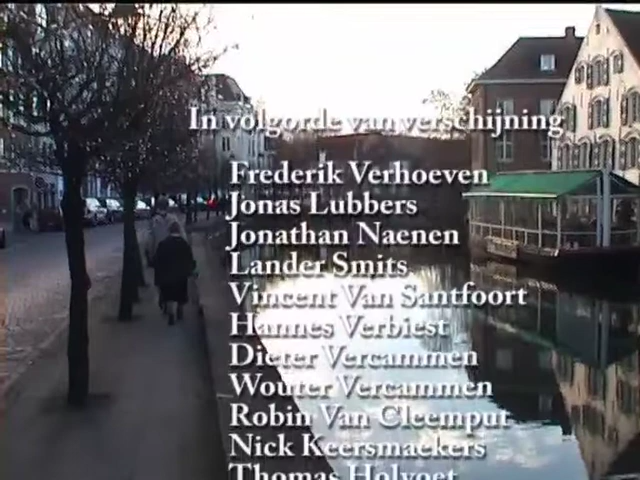 In volgorde van verschijning
Frederik Verhoeven
Jonas Lubbers
Jonathan Naenen
Lander Smits
Vincent Van Santfoort
Hannes Verbiest
Dieter Vercammen
Wouter Vercammen
Robin Van Cleemput
Nick Keersmaekers
Thomas Holvoet